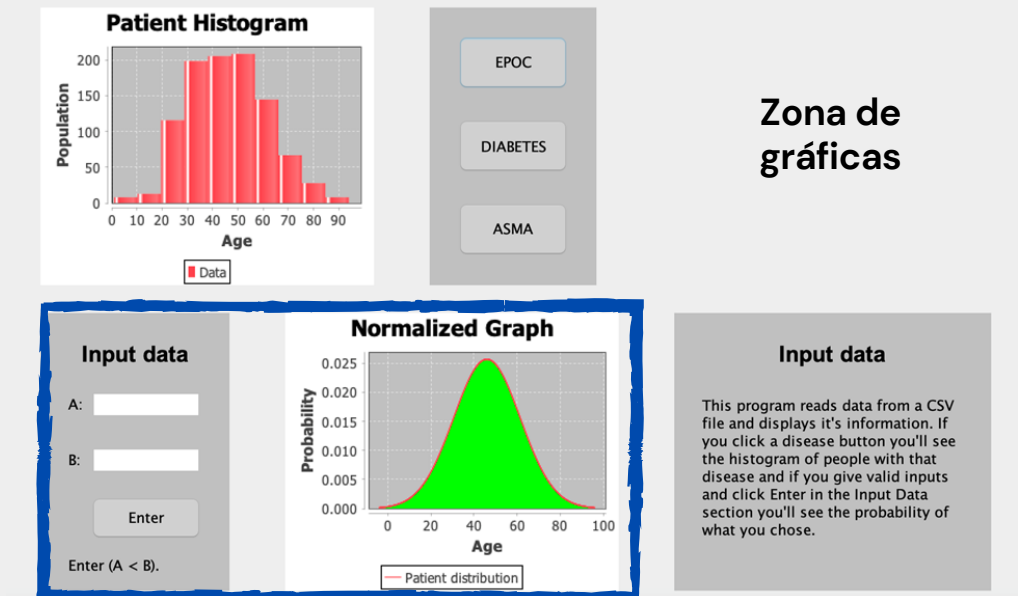 Patient Histogram
Population
200
150
100
50
0
0 10 20 30 40 50 60 70 80 90
Age
Data
EPOC
DIABETES
ASMA
Zona de
gráficas
Input data
A:
B:
Enter
Enter (A < B).
Normalized Graph
Probability
0.025
0.020
0.015
0.010
0.005
0.000
0 20 40 60 80 100
Age
Patient distribution
Input data
This program reads data from a CSV
file and displays it's information. If
you click a disease button you'll see
the histogram of people with that
disease and if you give valid inputs
and click Enter in the Input Data
section you'll see the probability of
what you chose.